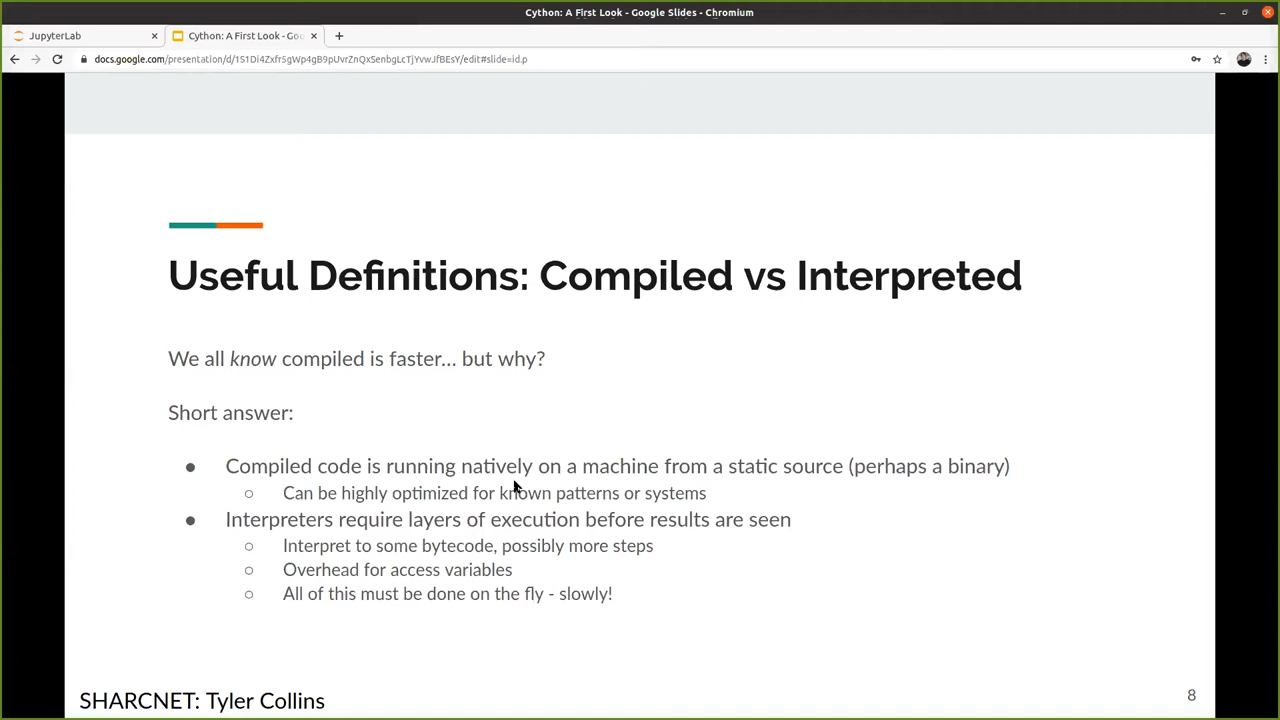 Cython: A First Look - Google Slides - Chromium
JupyterLab
Cython: A First Look - Goo
docs.google.com/presentation/d/1S1Di4Zxfr5gWp4gB9pUvrZnQxSenbgLcTjYvwJfBEsY/edit#slide=id.p
Useful Definitions: Compiled vs Interpreted
We all know compiled is faster... but why?
Short answer:
● Compiled code is running natively on a machine from a static source (perhaps a binary)
○ Can be highly optimized for known patterns or systems
● Interpreters require layers of execution before results are seen
○ Interpret to some bytecode, possibly more steps
○ Overhead for access variables
○ All of this must be done on the fly - slowly!
SHARCNET: Tyler Collins
8